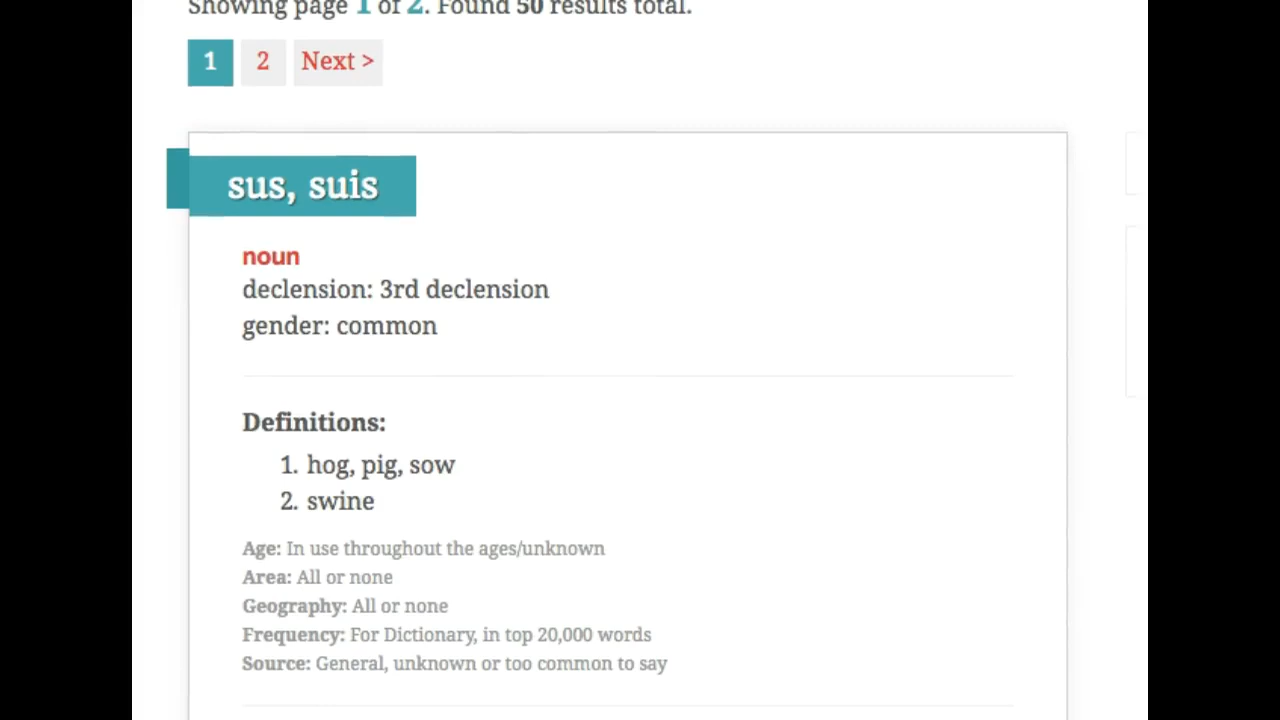 Showing page 1 of 2. Found 50 results total.
1 2 Next >
sus, suis
noun
declension: 3rd declension
gender: common
Definitions:
1. hog, pig, sow
2. swine
Age: In use throughout the ages/unknown
Area: All or none
Geography: All or none
Frequency: For Dictionary, in top 20,000 words
Source: General, unknown or too common to say